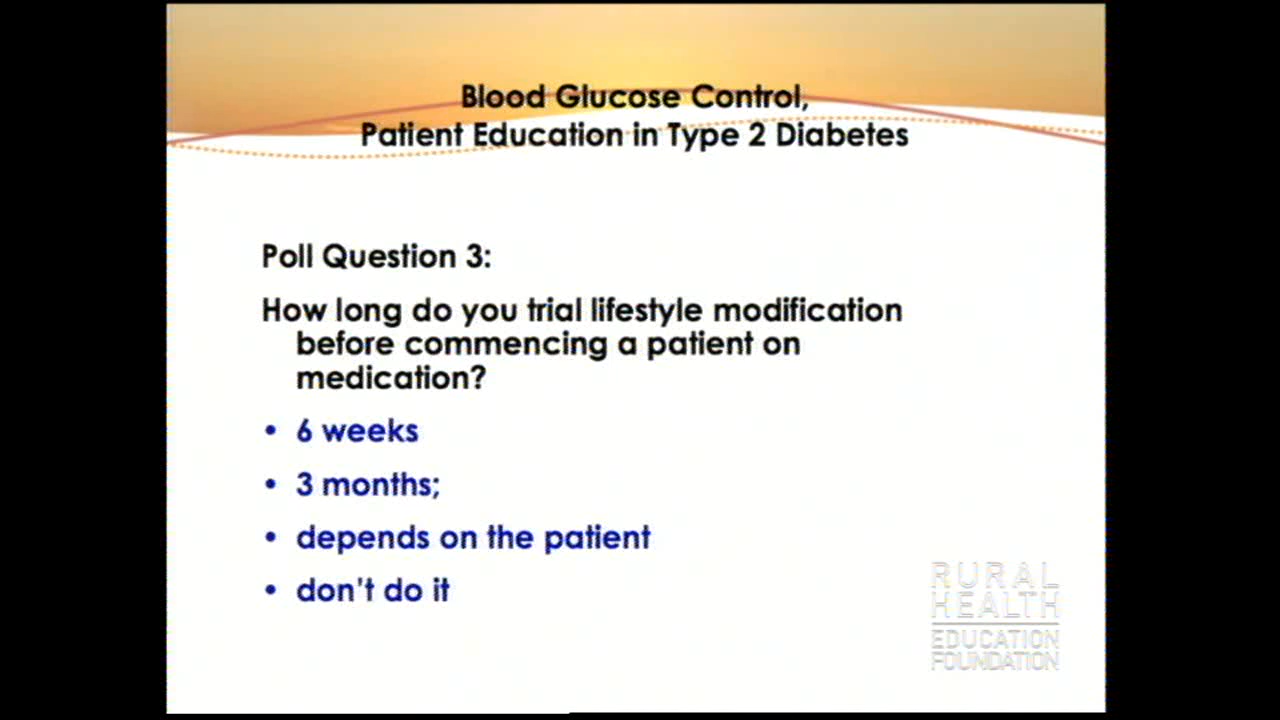 Blood Glucose Control,
Patient Education in Type 2 Diabetes
Poll Question 3:
How long do you trial lifestyle modification
before commencing a patient on
medication?
• 6 weeks
• 3 months;
• depends on the patient
• don't do it
RURAL
HEALTH
EDUCATION
FOUNDATION